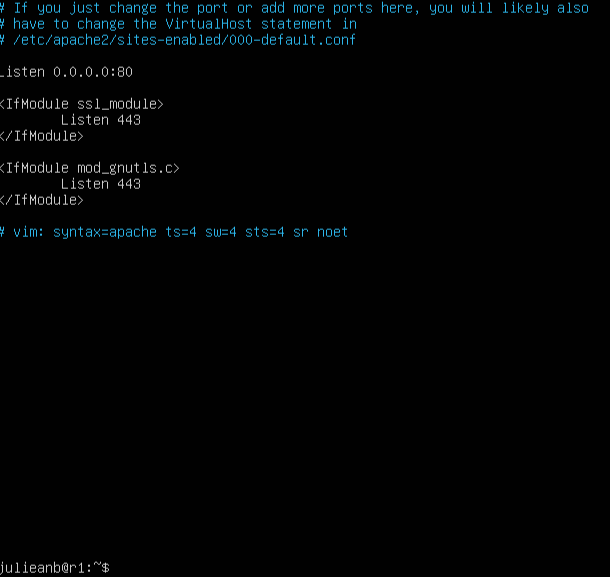 # If you just change the port or add more ports here, you will likely also
# have to change the VirtualHost statement in
# /etc/apache2/sites-enabled/000-default.conf
Listen 0.0.0.0:80
<IfModule ssl_module>
Listen 443
</IfModule>
<IfModule mod_gnutls.c>
Listen 443
</IfModule>
# vim: syntax=apache ts=4 sw=4 sts=4 sr noet
julieanb@r1:~$